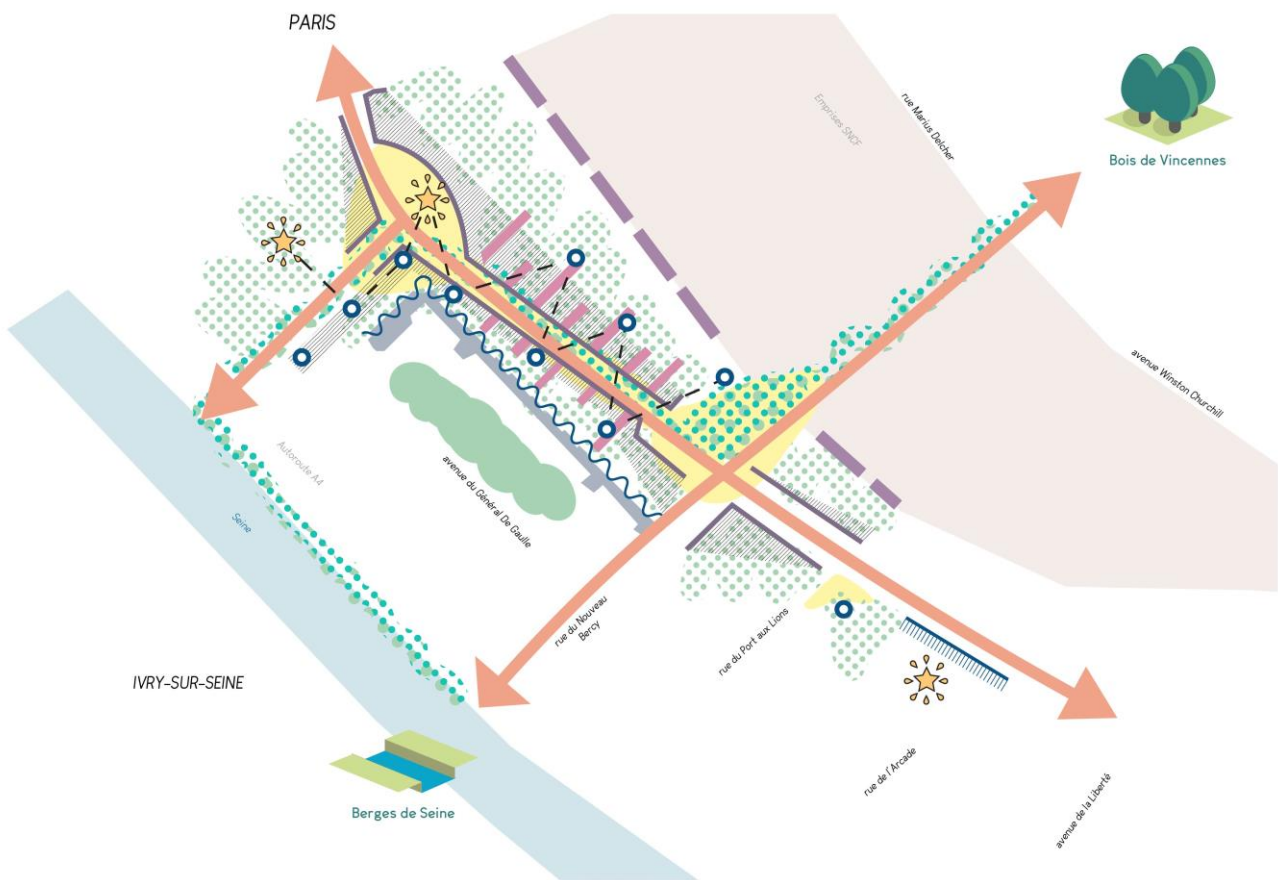 PARIS
Emprises SNCF
rue Marius Delcher
Bois de Vincennes
avenue Winston Churchill
Autoroute A4
Seine
avenue du Général De Gaulle
rue du Nouveau
Bercy
rue du Port aux Lions
IVRY-SUR-SEINE
rue de l'Arcade
avenue de la Liberté
Berges de Seine